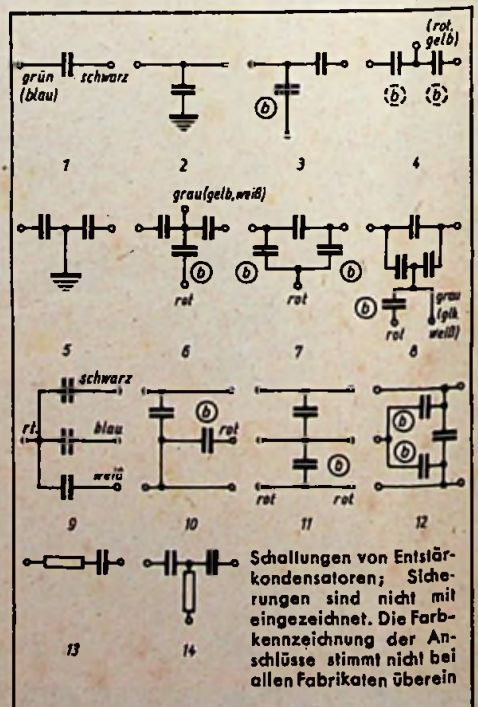 (rot,
gelb)
grün
(blau)
schwarz
b
b
b
1
2
3
4
grau(gelb,weiß)
b
rot
b
b
rot
b
rot
grau
(glb.
weiß)
5
6
7
8
schwarz
rt.
blau
weiß
b
rot
b
rot
rot
b
b
9
10
11
12
13
14
Schaltungen von Entstör-
kondensatoren; Siche-
rungen sind nicht mit
eingezeichnet. Die Farb-
kennzeichnung der An-
schlüsse stimmt nicht bei
allen Fabrikaten überein